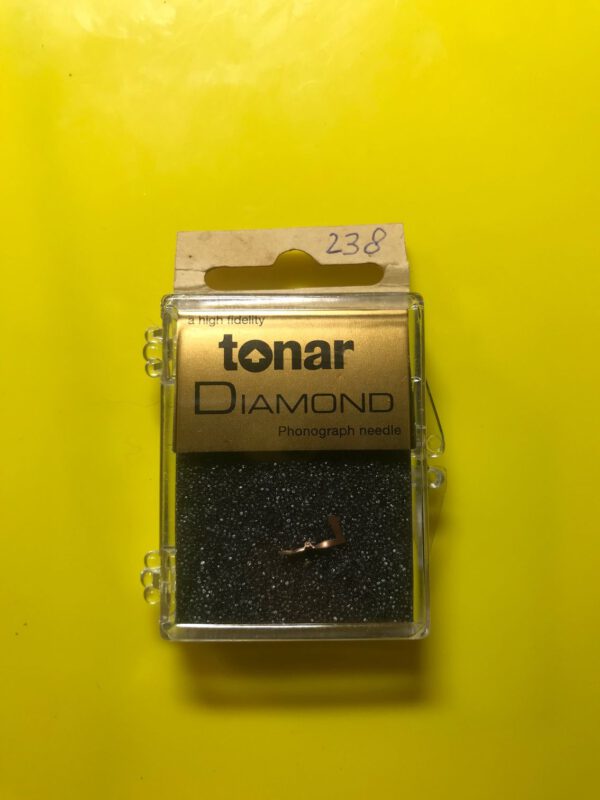 238
a high fidelity
tonar
DIAMOND
Phonograph needle